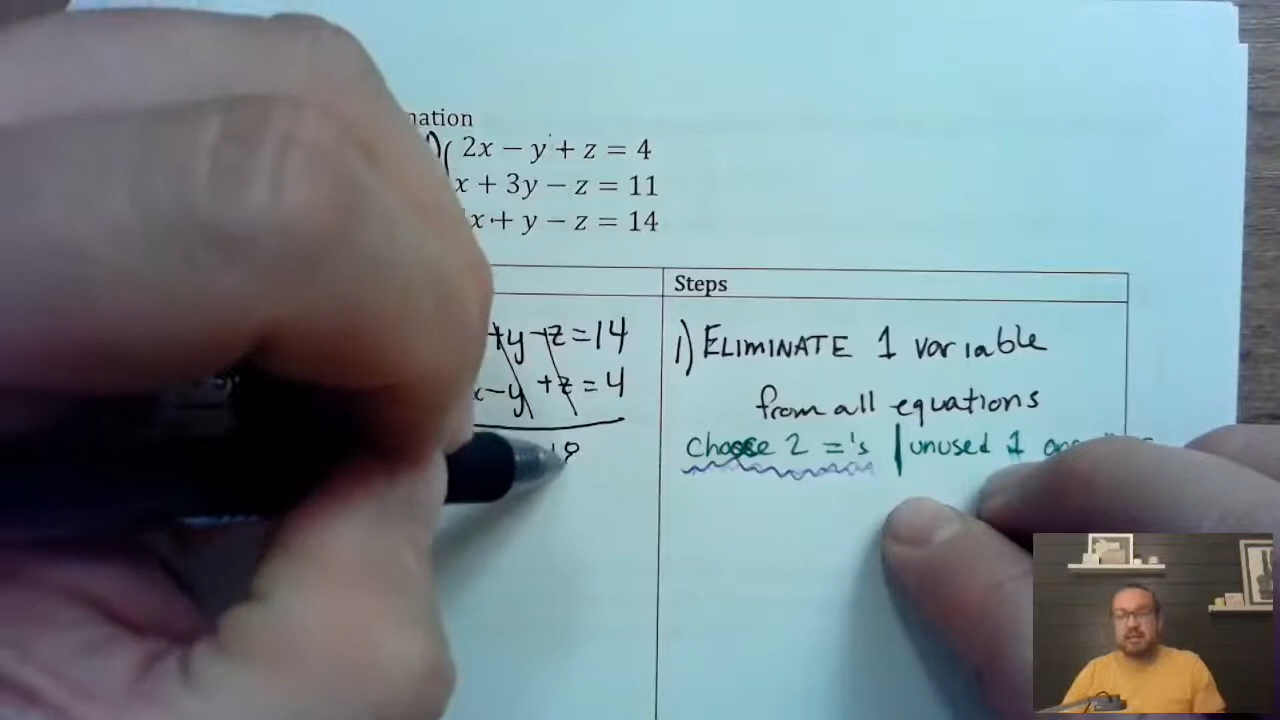 2x − y + z = 4
x + 3y − z = 11
x + y − z = 14
Steps
+y −z = 14
x −y +z = 4
18
1) ELIMINATE 1 variable
from all equations
Choose 2 ='s | unused 1